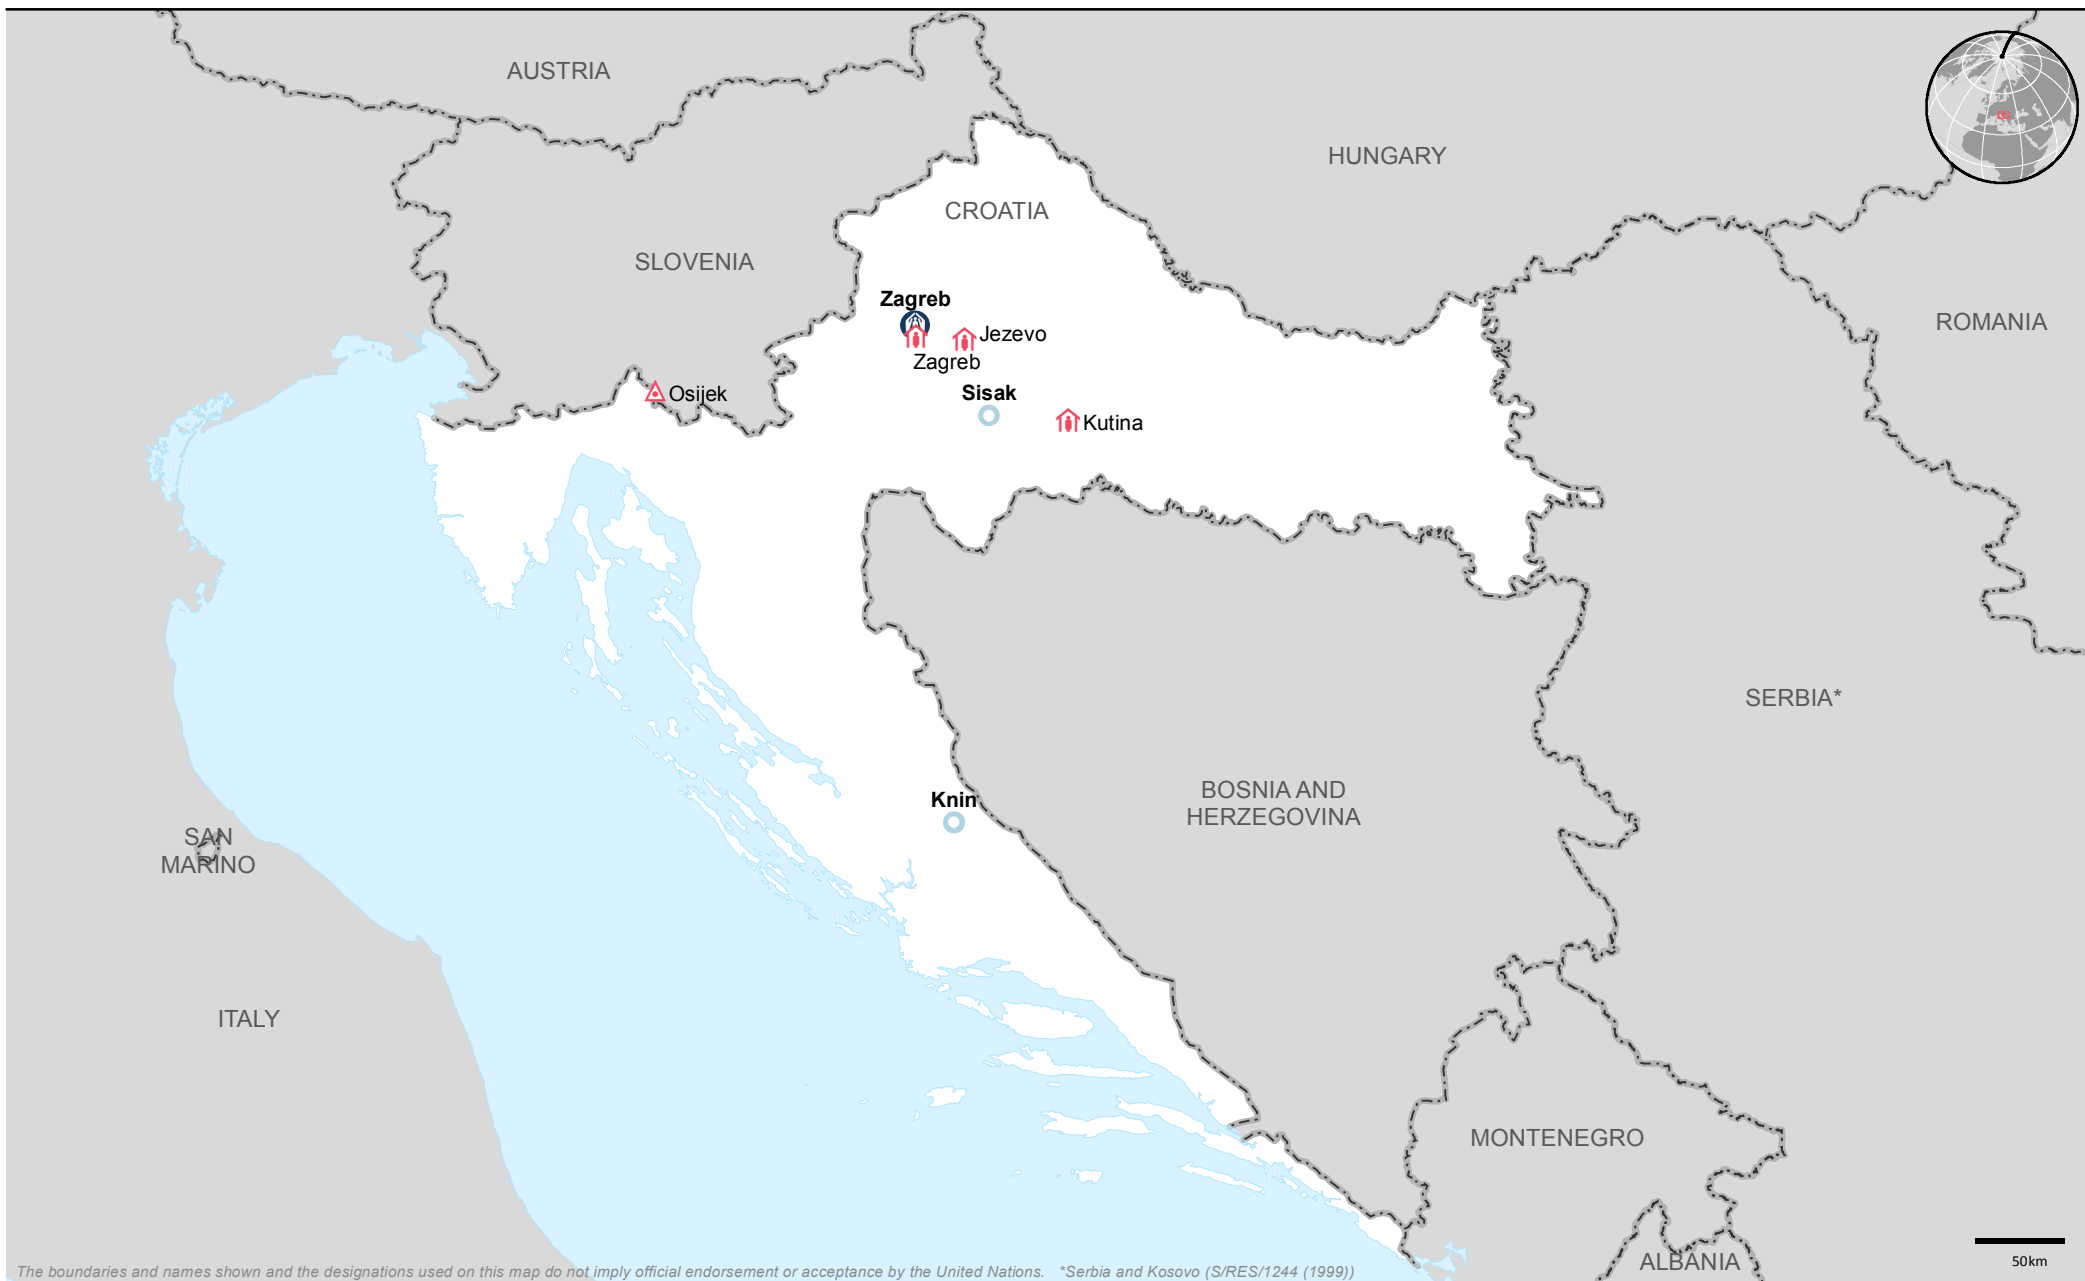 AUSTRIA
HUNGARY
CROATIA
SLOVENIA
Zagreb
ROMANIA
Jezevo
Zagreb
Osijek
Sisak
Kutina
SERBIA*
BOSNIA AND
HERZEGOVINA
Knin
SAN
MARINO
ITALY
MONTENEGRO
ALBANIA
50km
The boundaries and names shown and the designations used on this map do not imply official endorsement or acceptance by the United Nations. *Serbia and Kosovo (S/RES/1244 (1999))